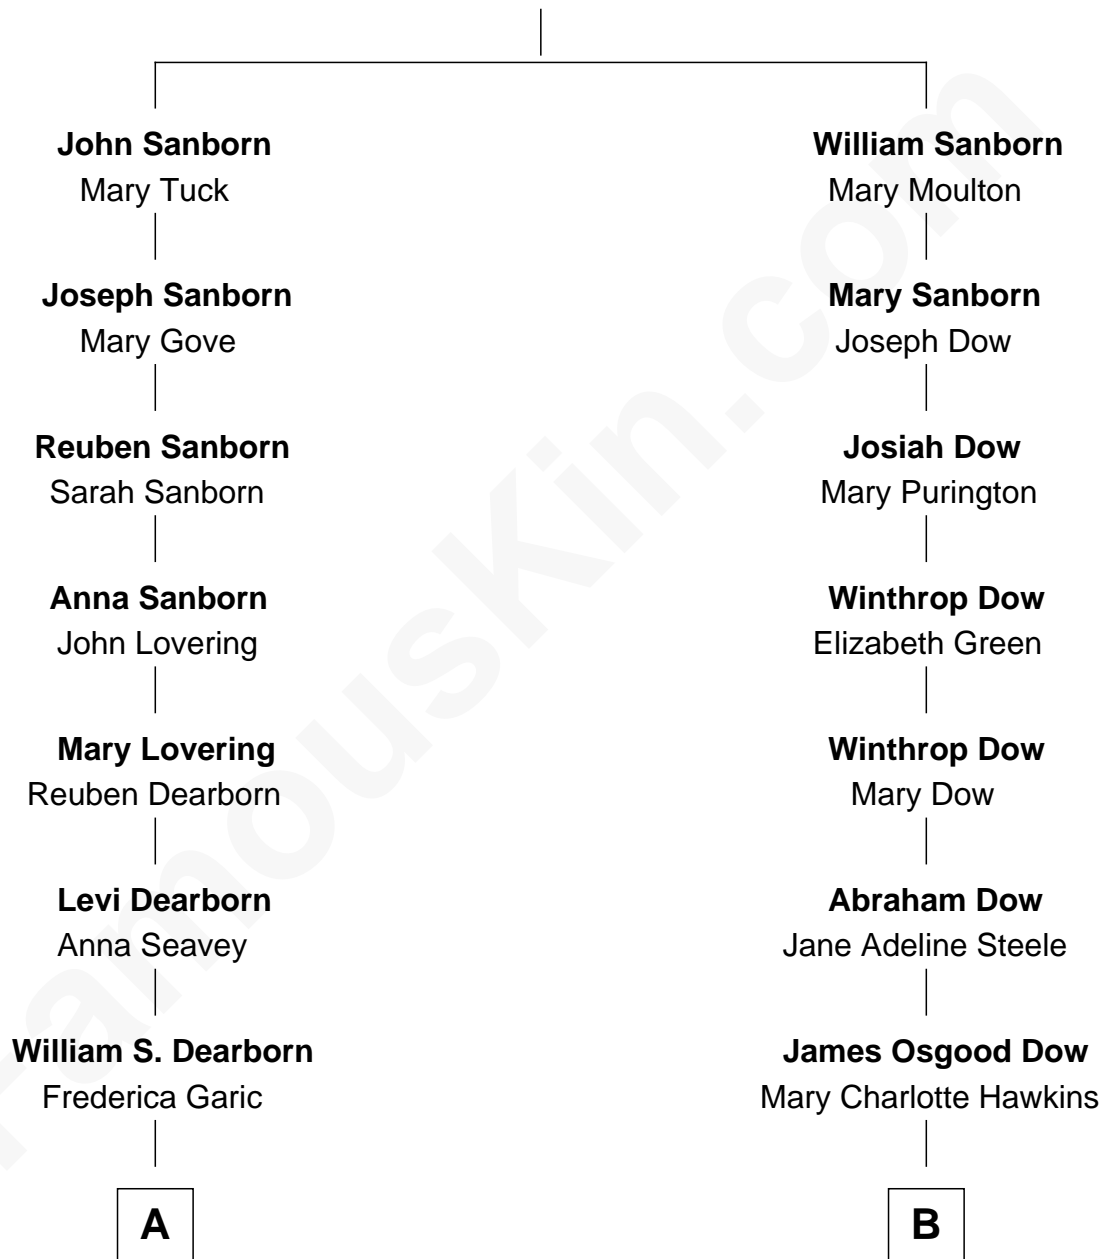 John Sanborn
Mary Tuck
Joseph Sanborn
Mary Gove
Reuben Sanborn
Sarah Sanborn
Anna Sanborn
John Lovering
Mary Lovering
Reuben Dearborn
Levi Dearborn
Anna Seavey
William S. Dearborn
Frederica Garic
A
William Sanborn
Mary Moulton
Mary Sanborn
Joseph Dow
Josiah Dow
Mary Purington
Winthrop Dow
Elizabeth Green
Winthrop Dow
Mary Dow
Abraham Dow
Jane Adeline Steele
James Osgood Dow
Mary Charlotte Hawkins
B
FamousKin.com